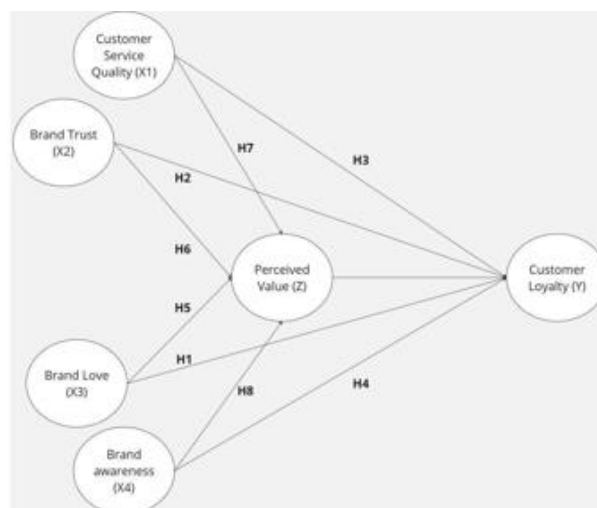 Customer
Service
Quality (X1)
Brand Trust
(X2)
H7
H3
H2
H6
Perceived
Value (Z)
Customer
Loyalty (Y)
H5
H1
Brand Love
(X3)
H8
H4
Brand
awareness
(X4)